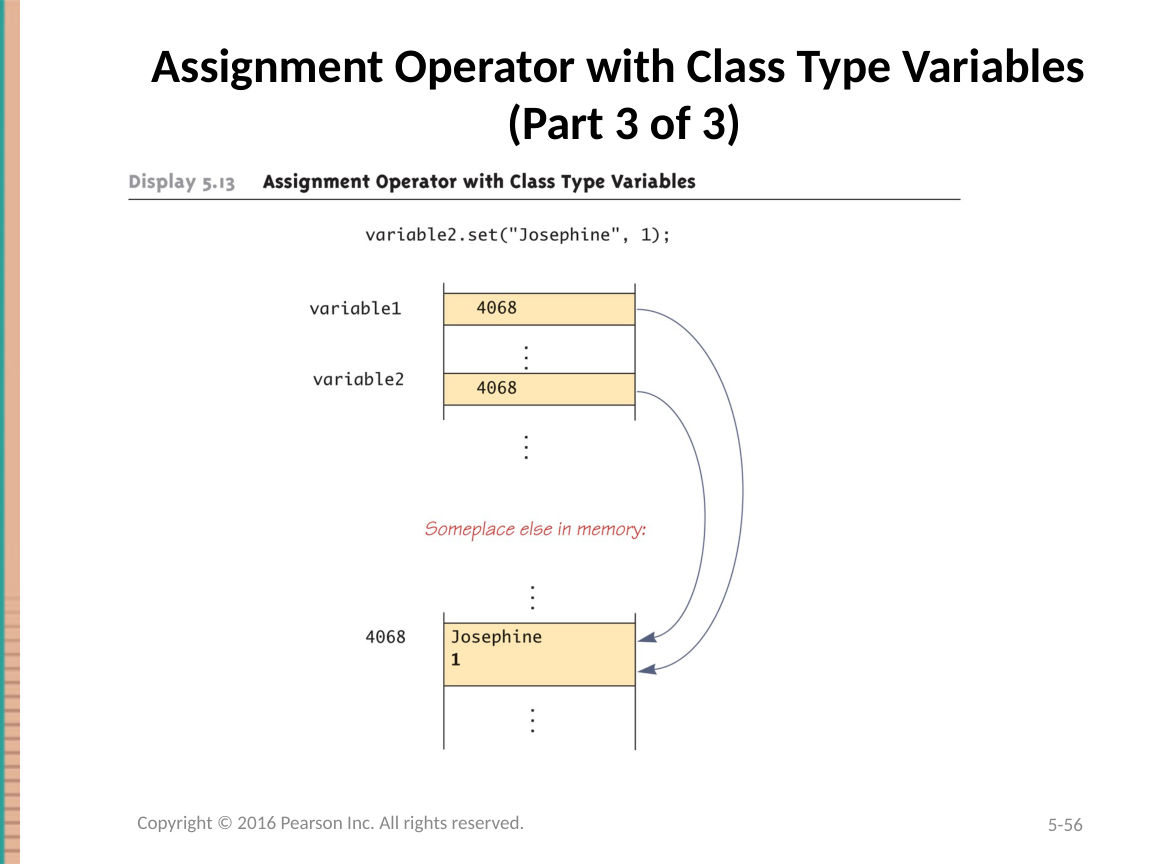 Assignment Operator with Class Type Variables
(Part 3 of 3)
Display 5.13 Assignment Operator with Class Type Variables
variable2.set("Josephine", 1);
variable1 4068
variable2 4068
Someplace else in memory:
4068 Josephine
1
Copyright © 2016 Pearson Inc. All rights reserved. 5-56